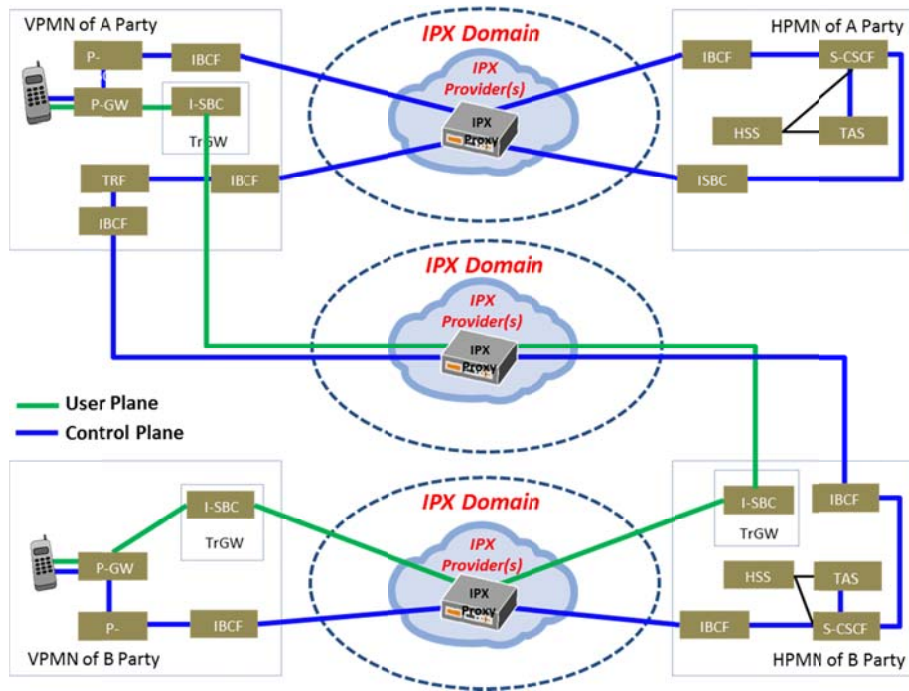 VPMN of A Party
P-
IBCF
P-GW
I-SBC
TrGW
TRF
IBCF
IBCF
IPX Domain
IPX
Provider(s)
IPX
Proxy
HPMN of A Party
IBCF
S-CSCF
HSS
TAS
ISBC
IPX Domain
IPX
Provider(s)
IPX
Proxy
User Plane
Control Plane
I-SBC
TrGW
P-GW
P-
IBCF
VPMN of B Party
IPX Domain
IPX
Provider(s)
IPX
Proxy
I-SBC
TrGW
IBCF
HSS
TAS
IBCF
S-CSCF
HPMN of B Party